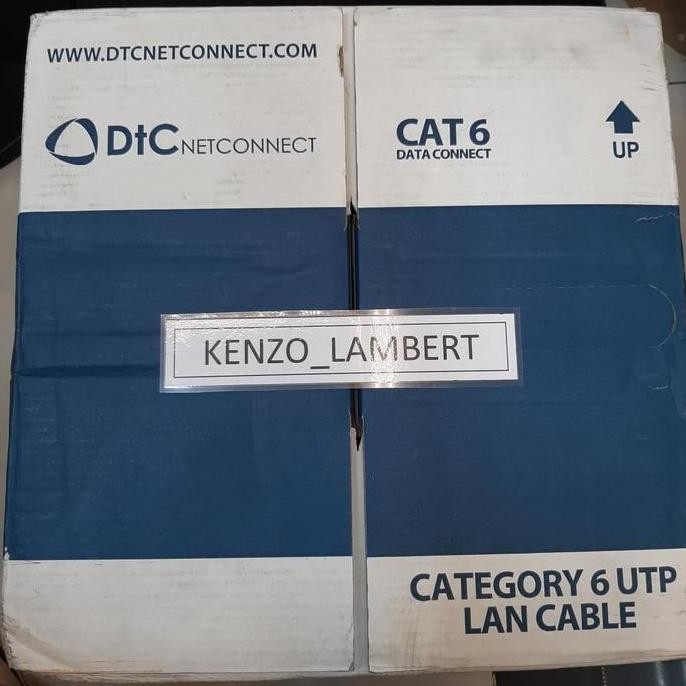 WWW.DTCNETCONNECT.COM
DtC NETCONNECT
CAT 6
DATA CONNECT
UP
KENZO_LAMBERT
CATEGORY 6 UTP
LAN CABLE